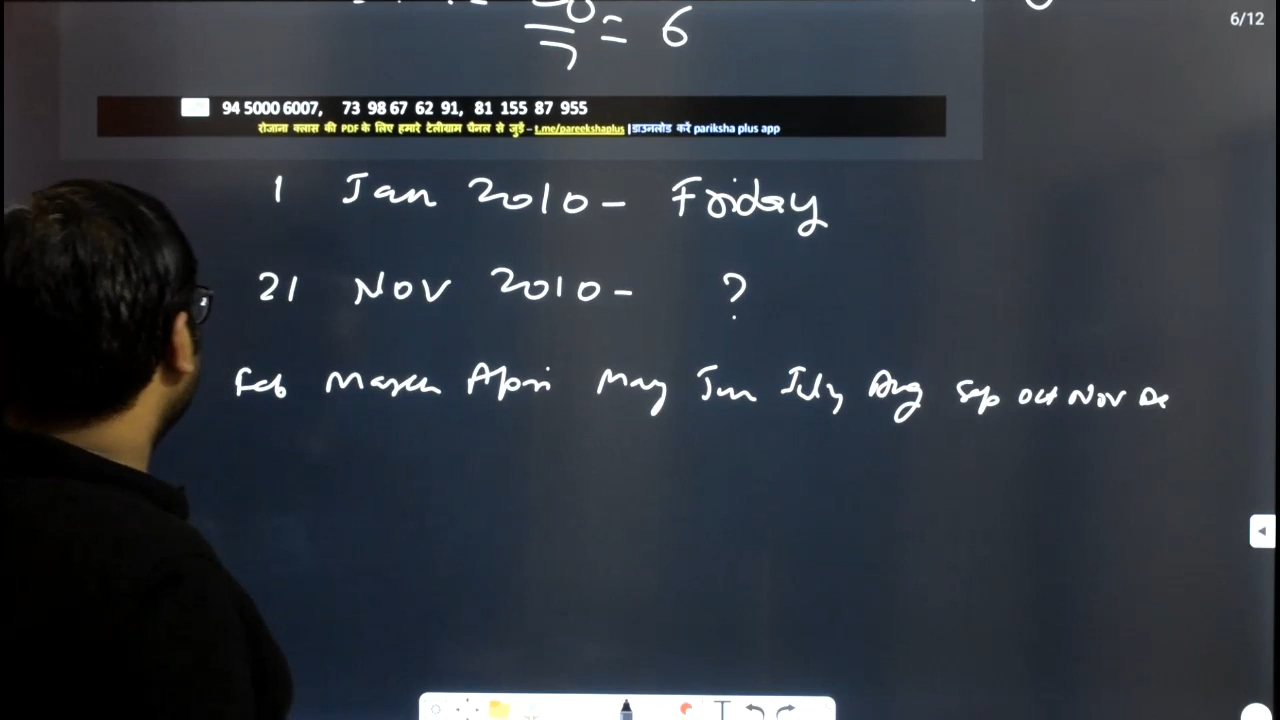 6/12
= 6
7
94 5000 6007, 73 98 67 62 91, 81 155 87 955
रोजाना क्लास की PDF के लिए हमारे टेलीग्राम चैनल से जुड़ें – t.me/pareekshaplus |डाउनलोड करें pariksha plus app
1 Jan 2010 - Friday
21 NOV 2010 - ?
Feb March April May Jun July Aug Sep Oct Nov De